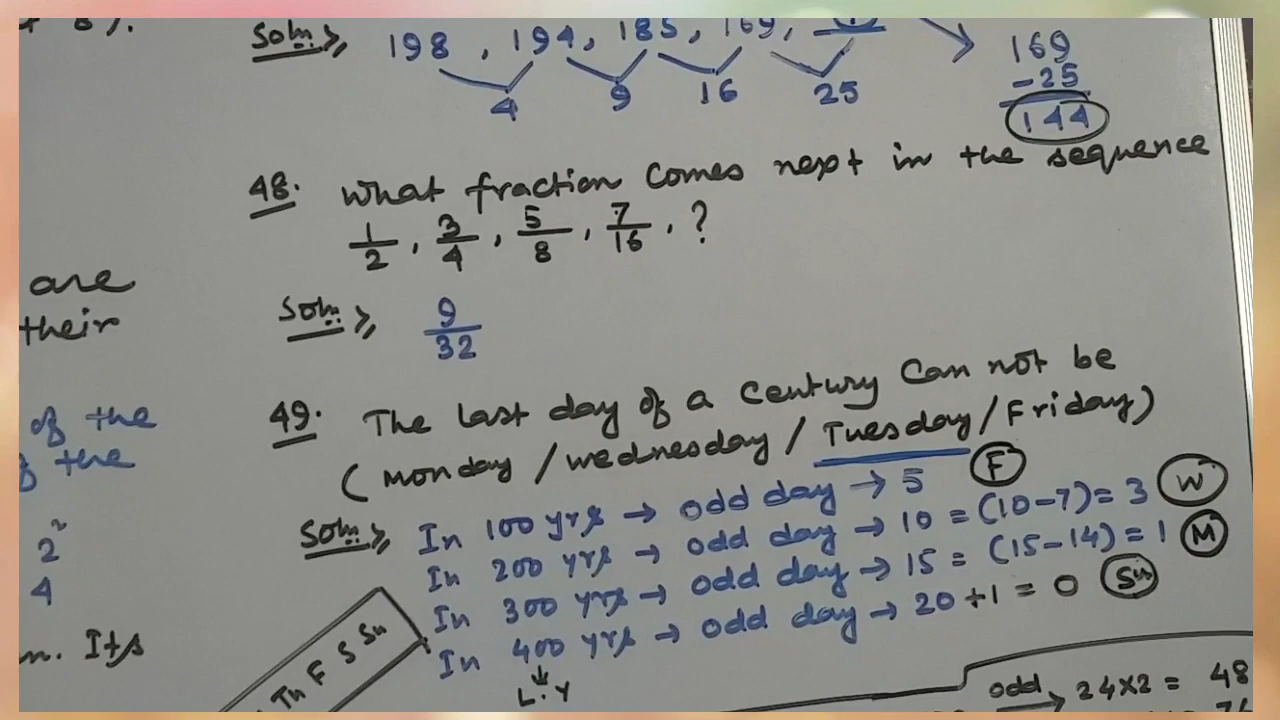 Soln
198, 194, 185, 169,
169
4 9 16 25
-25
144
48. What fraction comes next in the sequence
1/2, 3/4, 5/8, 7/16, ?
Soln 9/32
49. The last day of a century can not be
(Monday / Wednesday / Tuesday / Friday)
Soln In 100 yrs → odd day → 5 F
In 200 yrs → odd day → 10 = (10-7) = 3 W
In 300 yrs → odd day → 15 = (15-14) = 1 M
In 400 yrs → odd day → 20 +1 = 0 Su
L.Y
Th F S Su
odd → 24×2 = 48
are
their
of the
the
2²
4
Its